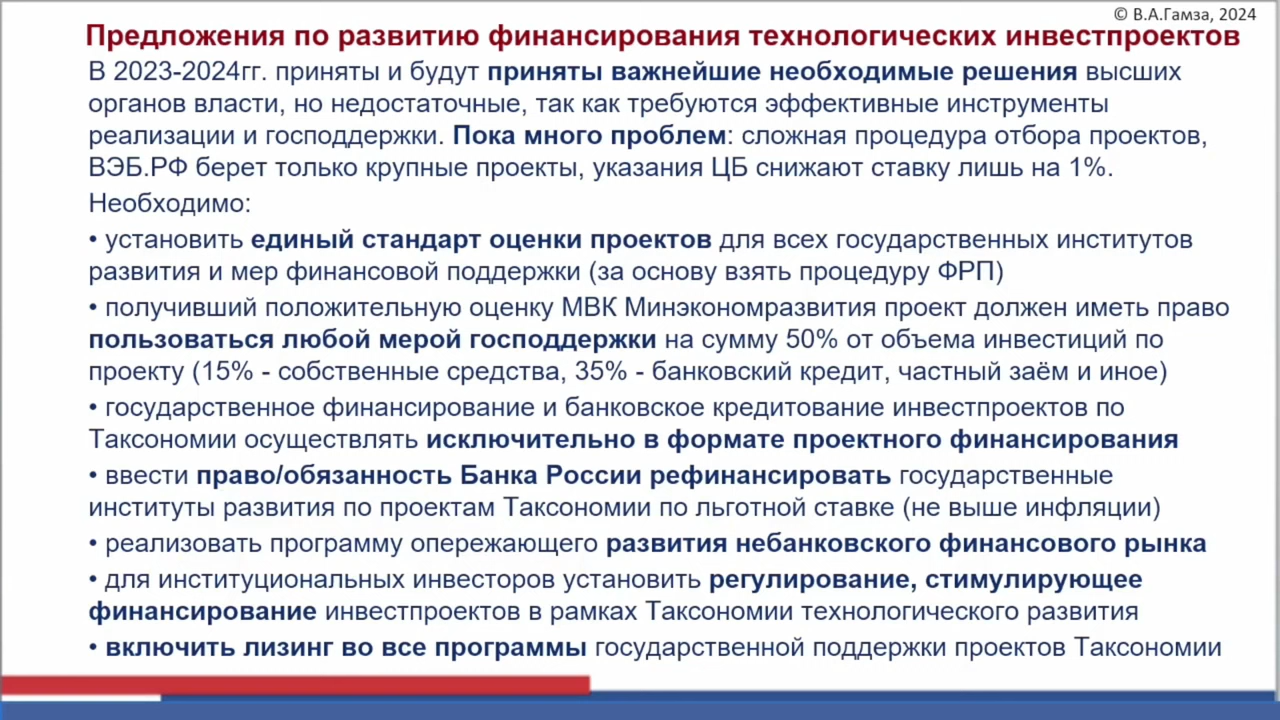 © В.А.Гамза, 2024
Предложения по развитию финансирования технологических инвестпроектов
В 2023-2024гг. приняты и будут приняты важнейшие необходимые решения высших
органов власти, но недостаточные, так как требуются эффективные инструменты
реализации и господдержки. Пока много проблем: сложная процедура отбора проектов,
ВЭБ.РФ берет только крупные проекты, указания ЦБ снижают ставку лишь на 1%.
Необходимо:
• установить единый стандарт оценки проектов для всех государственных институтов
развития и мер финансовой поддержки (за основу взять процедуру ФРП)
• получивший положительную оценку МВК Минэкономразвития проект должен иметь право
пользоваться любой мерой господдержки на сумму 50% от объема инвестиций по
проекту (15% - собственные средства, 35% - банковский кредит, частный заём и иное)
• государственное финансирование и банковское кредитование инвестпроектов по
Таксономии осуществлять исключительно в формате проектного финансирования
• ввести право/обязанность Банка России рефинансировать государственные
институты развития по проектам Таксономии по льготной ставке (не выше инфляции)
• реализовать программу опережающего развития небанковского финансового рынка
• для институциональных инвесторов установить регулирование, стимулирующее
финансирование инвестпроектов в рамках Таксономии технологического развития
• включить лизинг во все программы государственной поддержки проектов Таксономии